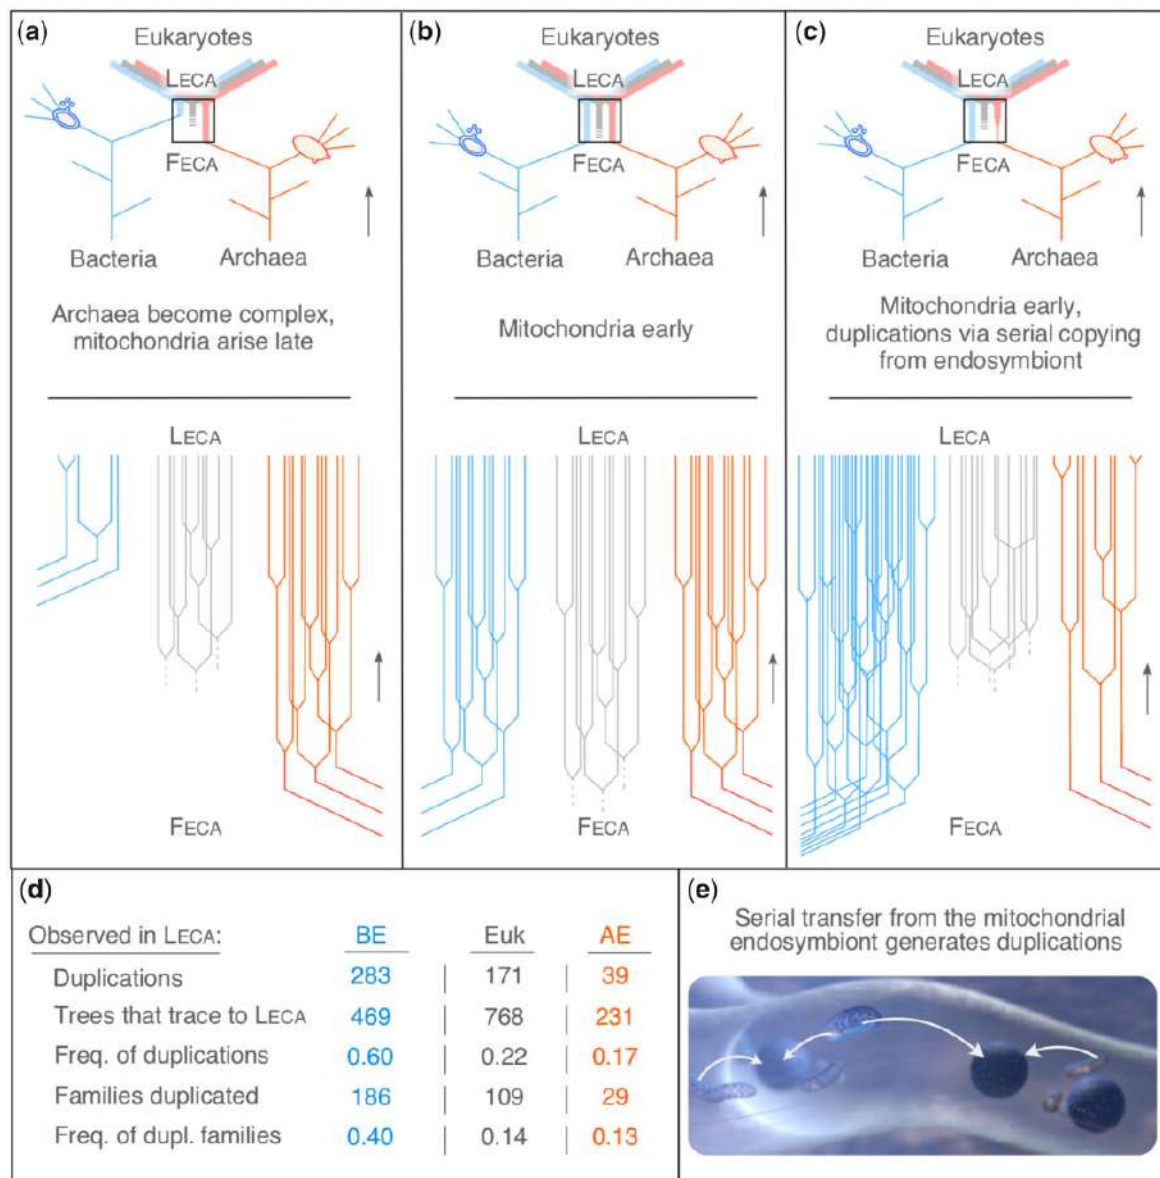 (a)
Eukaryotes
LECA
FECA
Bacteria Archaea
Archaea become complex,
mitochondria arise late
LECA
FECA
(b)
Eukaryotes
LECA
FECA
Bacteria Archaea
Mitochondria early
LECA
FECA
(c)
Eukaryotes
LECA
FECA
Bacteria Archaea
Mitochondria early,
duplications via serial copying
from endosymbiont
LECA
FECA
(d)
Observed in LECA: BE Euk AE
Duplications 283 | 171 | 39
Trees that trace to LECA 469 | 768 | 231
Freq. of duplications 0.60 | 0.22 | 0.17
Families duplicated 186 | 109 | 29
Freq. of dupl. families 0.40 | 0.14 | 0.13
(e)
Serial transfer from the mitochondrial
endosymbiont generates duplications